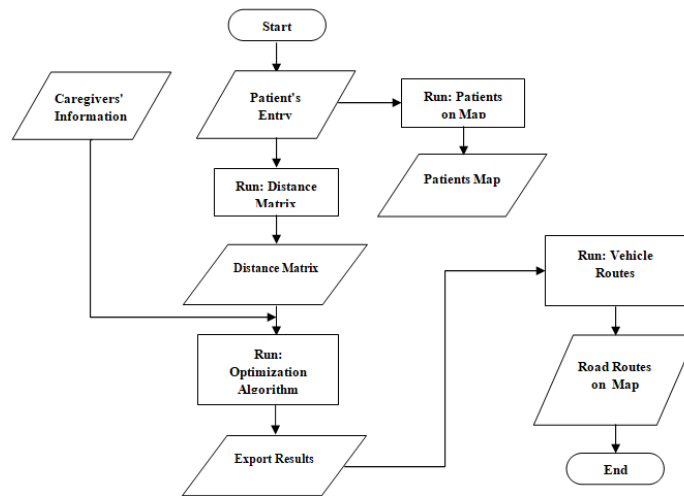 Start
Caregivers'
Information
Patient's
Entry
Run: Patients
on Map
Patients Map
Run: Distance
Matrix
Distance Matrix
Run: Vehicle
Routes
Run:
Optimization
Algorithm
Road Routes
on Map
Export Results
End